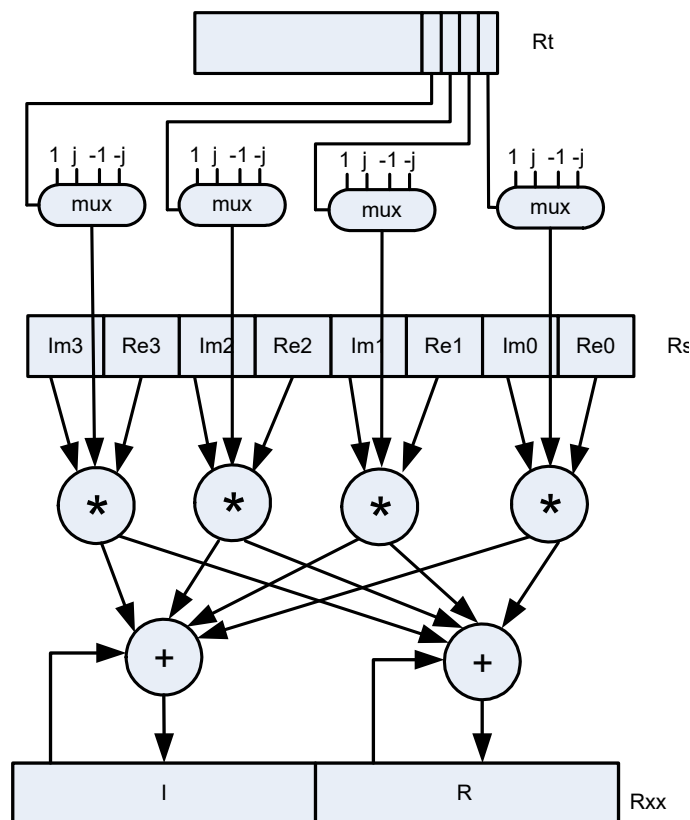 Rt
1 j -1 -j
1 j -1 -j
1 j -1 -j
1 j -1 -j
mux
mux
mux
mux
Im3 Re3 Im2 Re2 Im1 Re1 Im0 Re0
Rs
* * * *
+ +
I R
Rxx